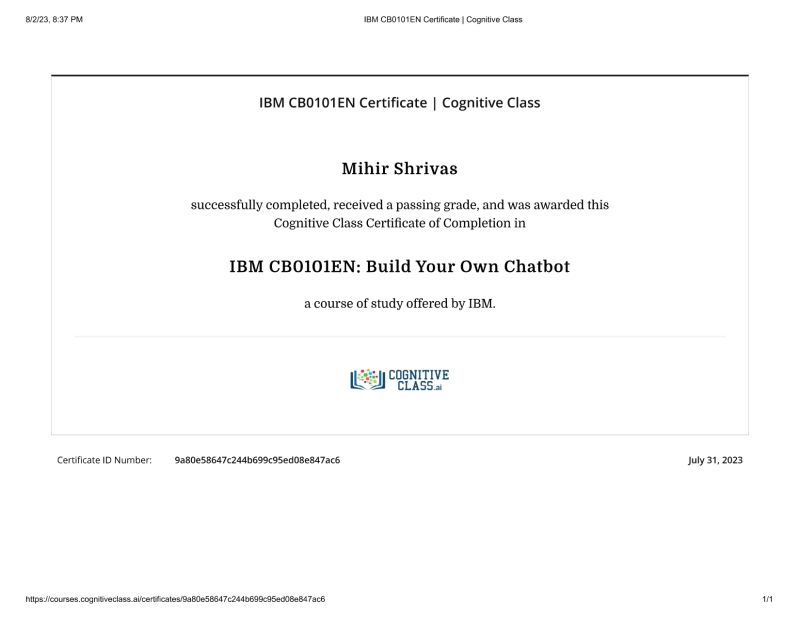 8/2/23, 8:37 PM IBM CB0101EN Certificate | Cognitive Class
IBM CB0101EN Certificate | Cognitive Class
Mihir Shrivas
successfully completed, received a passing grade, and was awarded this
Cognitive Class Certificate of Completion in
IBM CB0101EN: Build Your Own Chatbot
a course of study offered by IBM.
COGNITIVE
CLASS.ai
Certificate ID Number: 9a80e58647c244b699c95ed08e847ac6 July 31, 2023
https://courses.cognitiveclass.ai/certificates/9a80e58647c244b699c95ed08e847ac6 1/1